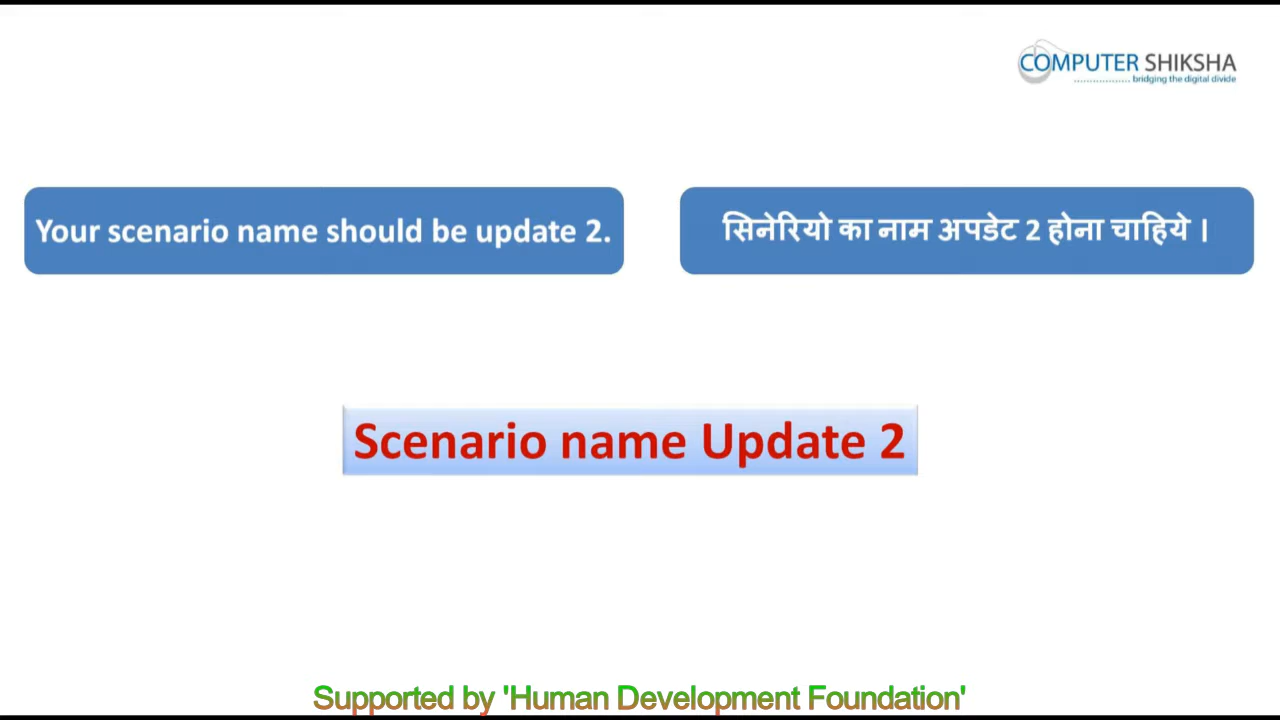 COMPUTER SHIKSHA
bridging the digital divide
Your scenario name should be update 2.
सिनेरियो का नाम अपडेट 2 होना चाहिये ।
Scenario name Update 2
Supported by 'Human Development Foundation'